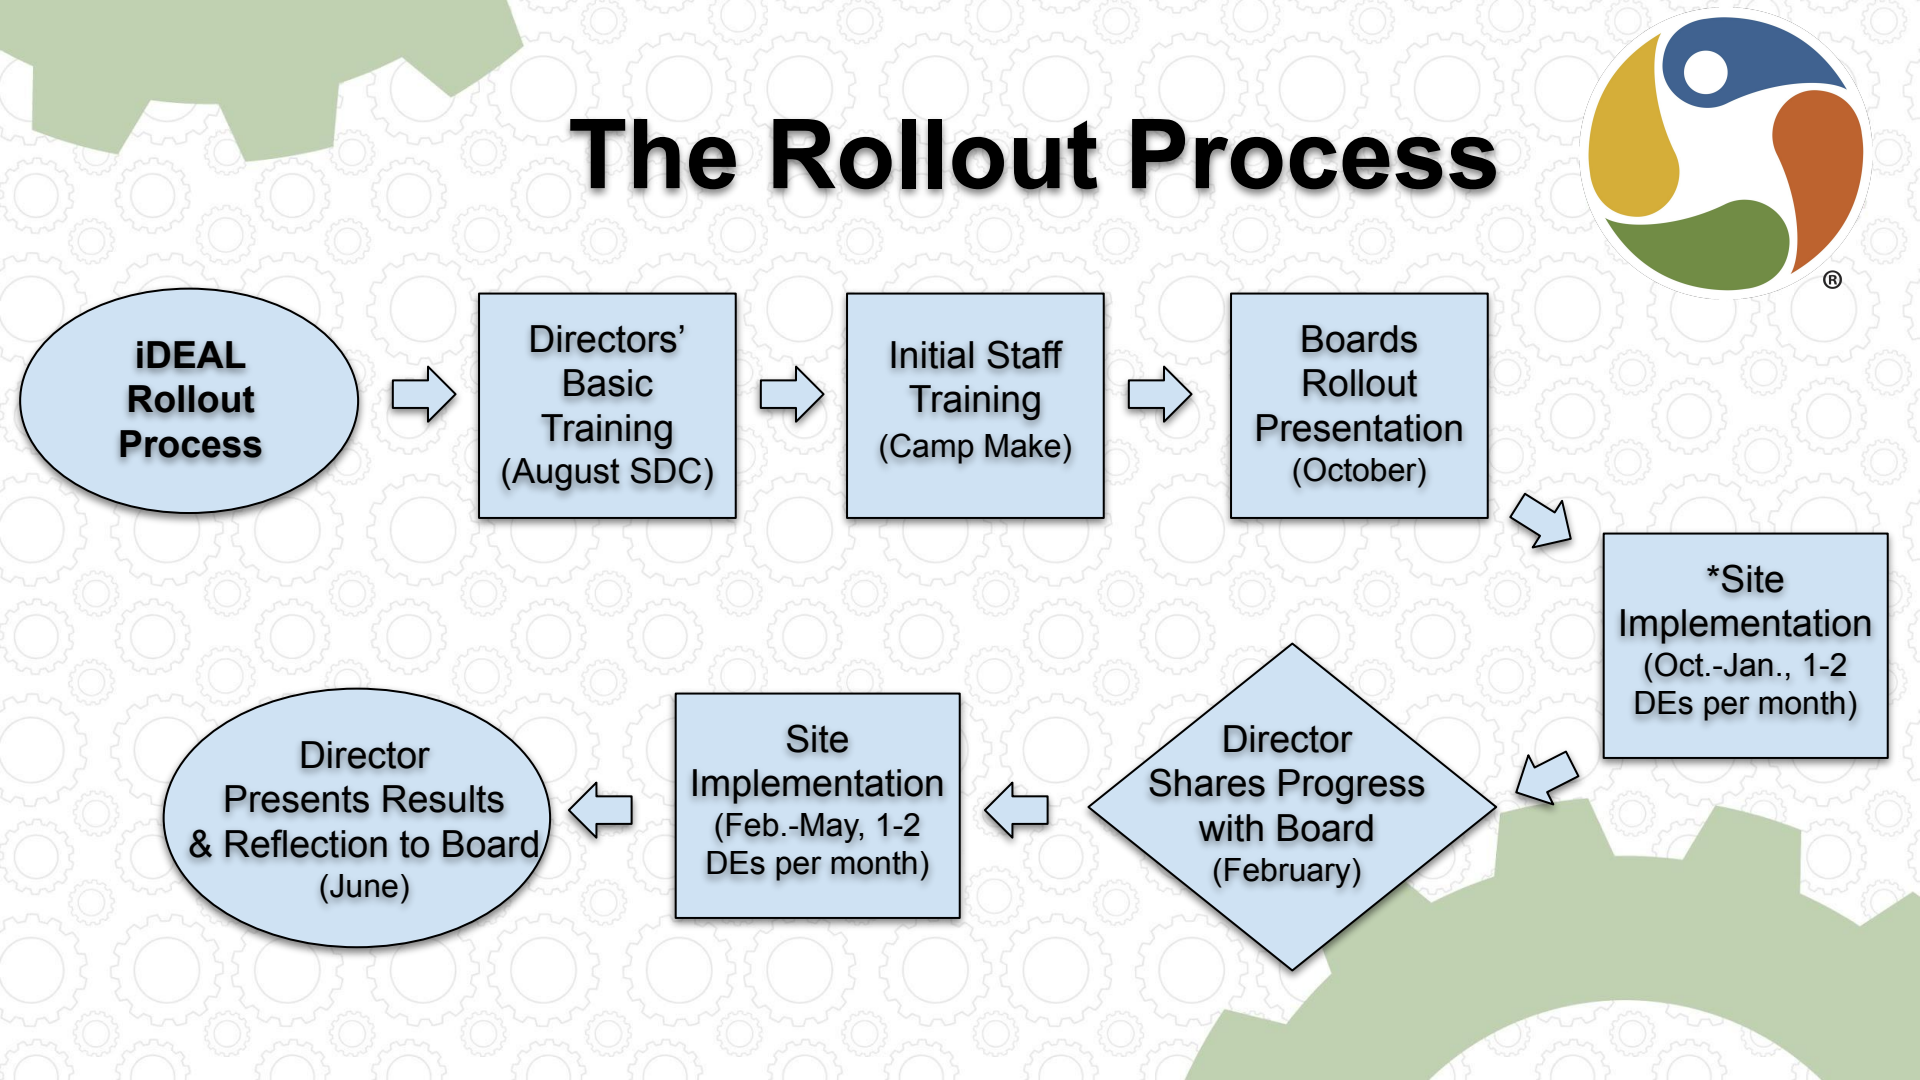 The Rollout Process
®
iDEAL
Rollout
Process
Directors’
Basic
Training
(August SDC)
Initial Staff
Training
(Camp Make)
Boards
Rollout
Presentation
(October)
*Site
Implementation
(Oct.-Jan., 1-2
DEs per month)
Director
Shares Progress
with Board
(February)
Site
Implementation
(Feb.-May, 1-2
DEs per month)
Director
Presents Results
& Reflection to Board
(June)